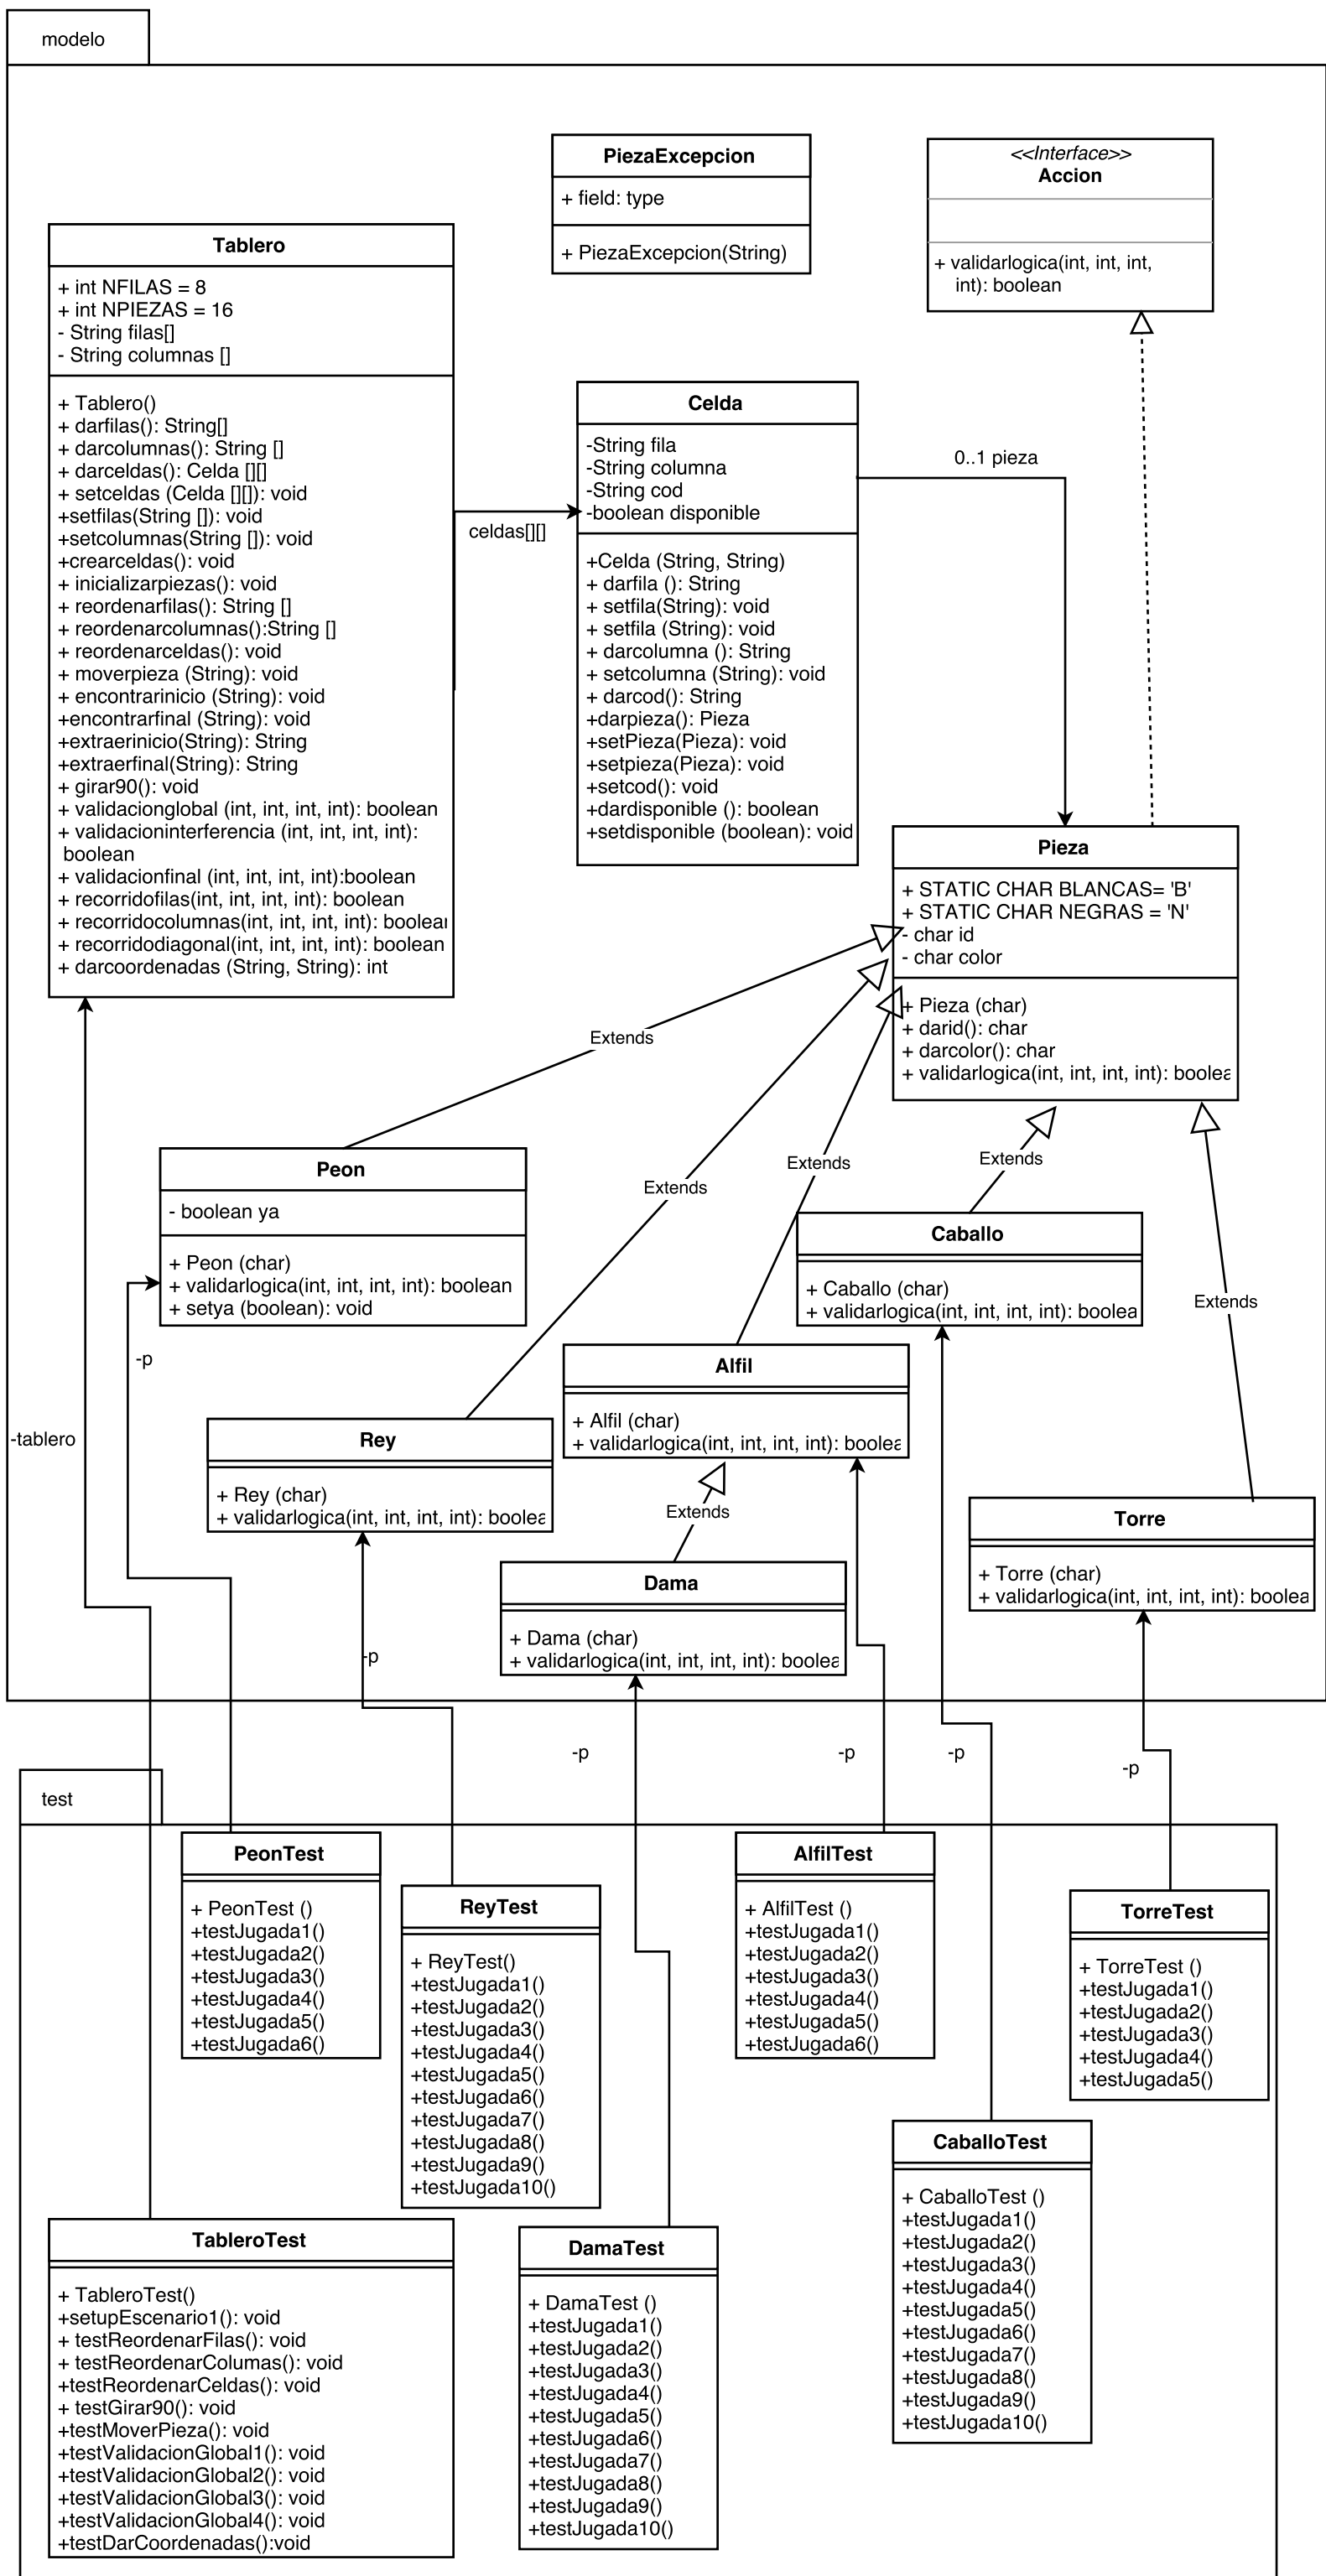 modelo
PiezaExcepcion
+ field: type
+ PiezaExcepcion(String)
<<Interface>>
Accion
+ validarlogica(int, int, int,
int): boolean
Tablero
+ int NFILAS = 8
+ int NPIEZAS = 16
- String filas[]
- String columnas []
+ Tablero()
+ darfilas(): String[]
+ darcolumnas(): String []
+ darceldas(): Celda [][]
+ setceldas (Celda [][]): void
+setfilas(String []): void
+setcolumnas(String []): void
+crearceldas(): void
+ inicializarpiezas(): void
+ reordenarfilas(): String []
+ reordenarcolumnas():String []
+ reordenarceldas(): void
+ moverpieza (String): void
+ encontrarinicio (String): void
+encontrarfinal (String): void
+extraerinicio(String): String
+extraerfinal(String): String
+ girar90(): void
+ validacionglobal (int, int, int, int): boolean
+ validacioninterferencia (int, int, int, int):
boolean
+ validacionfinal (int, int, int, int):boolean
+ recorridofilas(int, int, int, int): boolean
+ recorridocolumnas(int, int, int, int): boolear
+ recorridodiagonal(int, int, int, int): boolean
+ darcoordenadas (String, String): int
celdas[][]
Celda
-String fila
-String columna
-String cod
-boolean disponible
+Celda (String, String)
+ darfila (): String
+ setfila(String): void
+ setfila (String): void
+ darcolumna (): String
+ setcolumna (String): void
+ darcod(): String
+darpieza(): Pieza
+setPieza(Pieza): void
+setpieza(Pieza): void
+setcod(): void
+dardisponible (): boolean
+setdisponible (boolean): void
0..1 pieza
Pieza
+ STATIC CHAR BLANCAS= 'B'
+ STATIC CHAR NEGRAS = 'N'
- char id
- char color
+ Pieza (char)
+ darid(): char
+ darcolor(): char
+ validarlogica(int, int, int, int): boolea
Extends
Extends
Extends
Extends
Extends
Peon
- boolean ya
+ Peon (char)
+ validarlogica(int, int, int, int): boolean
+ setya (boolean): void
Caballo
+ Caballo (char)
+ validarlogica(int, int, int, int): boolea
Alfil
+ Alfil (char)
+ validarlogica(int, int, int, int): boolea
-p
-tablero
Rey
+ Rey (char)
+ validarlogica(int, int, int, int): boolea
Extends
Dama
+ Dama (char)
+ validarlogica(int, int, int, int): boolea
Torre
+ Torre (char)
+ validarlogica(int, int, int, int): boolea
-p
-p
-p
-p
-p
test
PeonTest
+ PeonTest ()
+testJugada1()
+testJugada2()
+testJugada3()
+testJugada4()
+testJugada5()
+testJugada6()
ReyTest
+ ReyTest()
+testJugada1()
+testJugada2()
+testJugada3()
+testJugada4()
+testJugada5()
+testJugada6()
+testJugada7()
+testJugada8()
+testJugada9()
+testJugada10()
AlfilTest
+ AlfilTest ()
+testJugada1()
+testJugada2()
+testJugada3()
+testJugada4()
+testJugada5()
+testJugada6()
TorreTest
+ TorreTest ()
+testJugada1()
+testJugada2()
+testJugada3()
+testJugada4()
+testJugada5()
CaballoTest
+ CaballoTest ()
+testJugada1()
+testJugada2()
+testJugada3()
+testJugada4()
+testJugada5()
+testJugada6()
+testJugada7()
+testJugada8()
+testJugada9()
+testJugada10()
TableroTest
+ TableroTest()
+setupEscenario1(): void
+ testReordenarFilas(): void
+ testReordenarColumas(): void
+testReordenarCeldas(): void
+ testGirar90(): void
+testMoverPieza(): void
+testValidacionGlobal1(): void
+testValidacionGlobal2(): void
+testValidacionGlobal3(): void
+testValidacionGlobal4(): void
+testDarCoordenadas():void
DamaTest
+ DamaTest ()
+testJugada1()
+testJugada2()
+testJugada3()
+testJugada4()
+testJugada5()
+testJugada6()
+testJugada7()
+testJugada8()
+testJugada9()
+testJugada10()